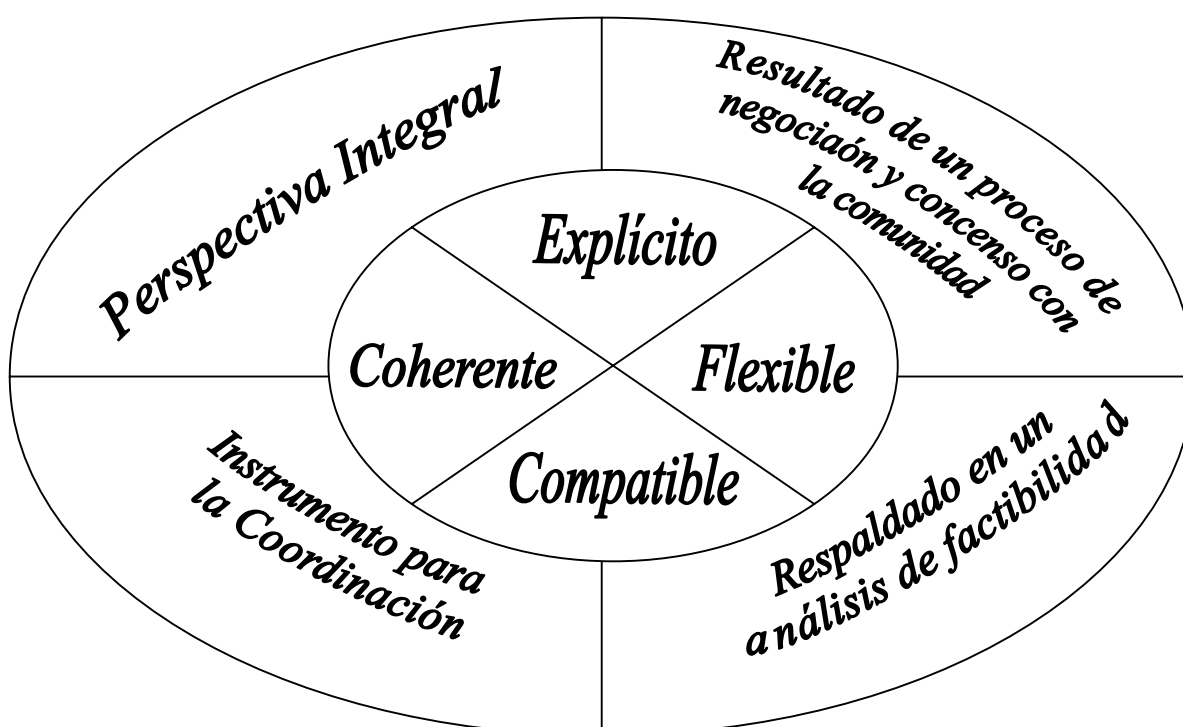 Perspectiva Integral
Resultado de un proceso de
negociaón y concenso con
la comunidad
Explícito
Coherente
Flexible
Compatible
Instrumento para
la Coordinación
Respaldado en un
análisis de factibilidad